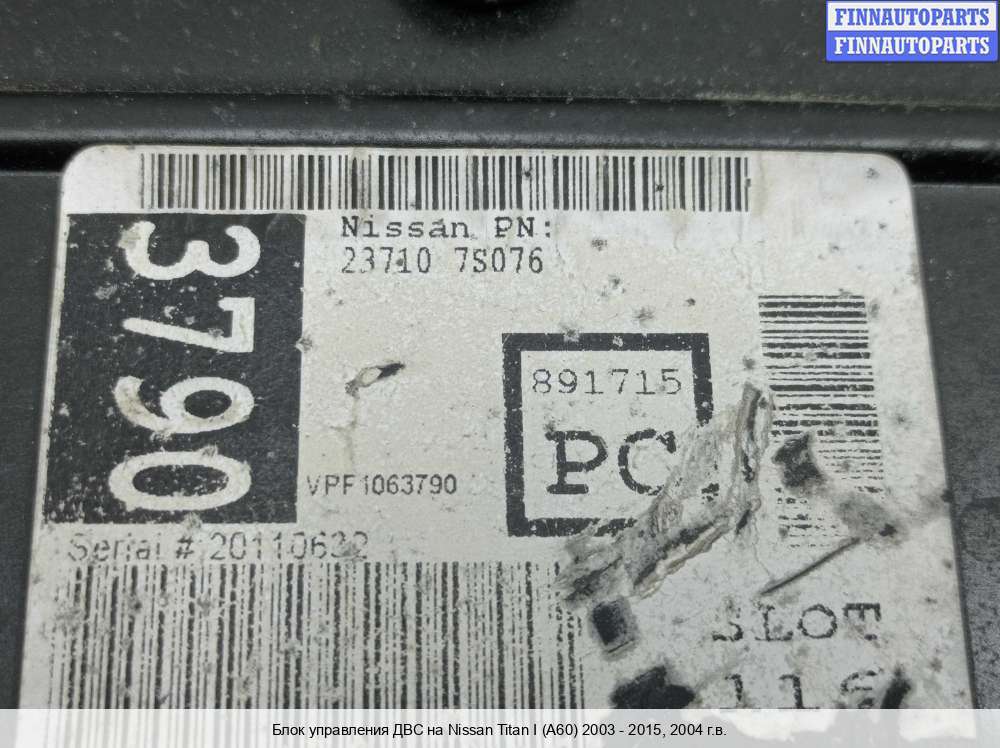 FINNAUTOPARTS
FINNAUTOPARTS
Nissan PN:
23710 7S076
3790
891715
PC
VPF1063790
Serial # 20110632
SLOT
Блок управления ДВС на Nissan Titan I (A60) 2003 - 2015, 2004 г.в.